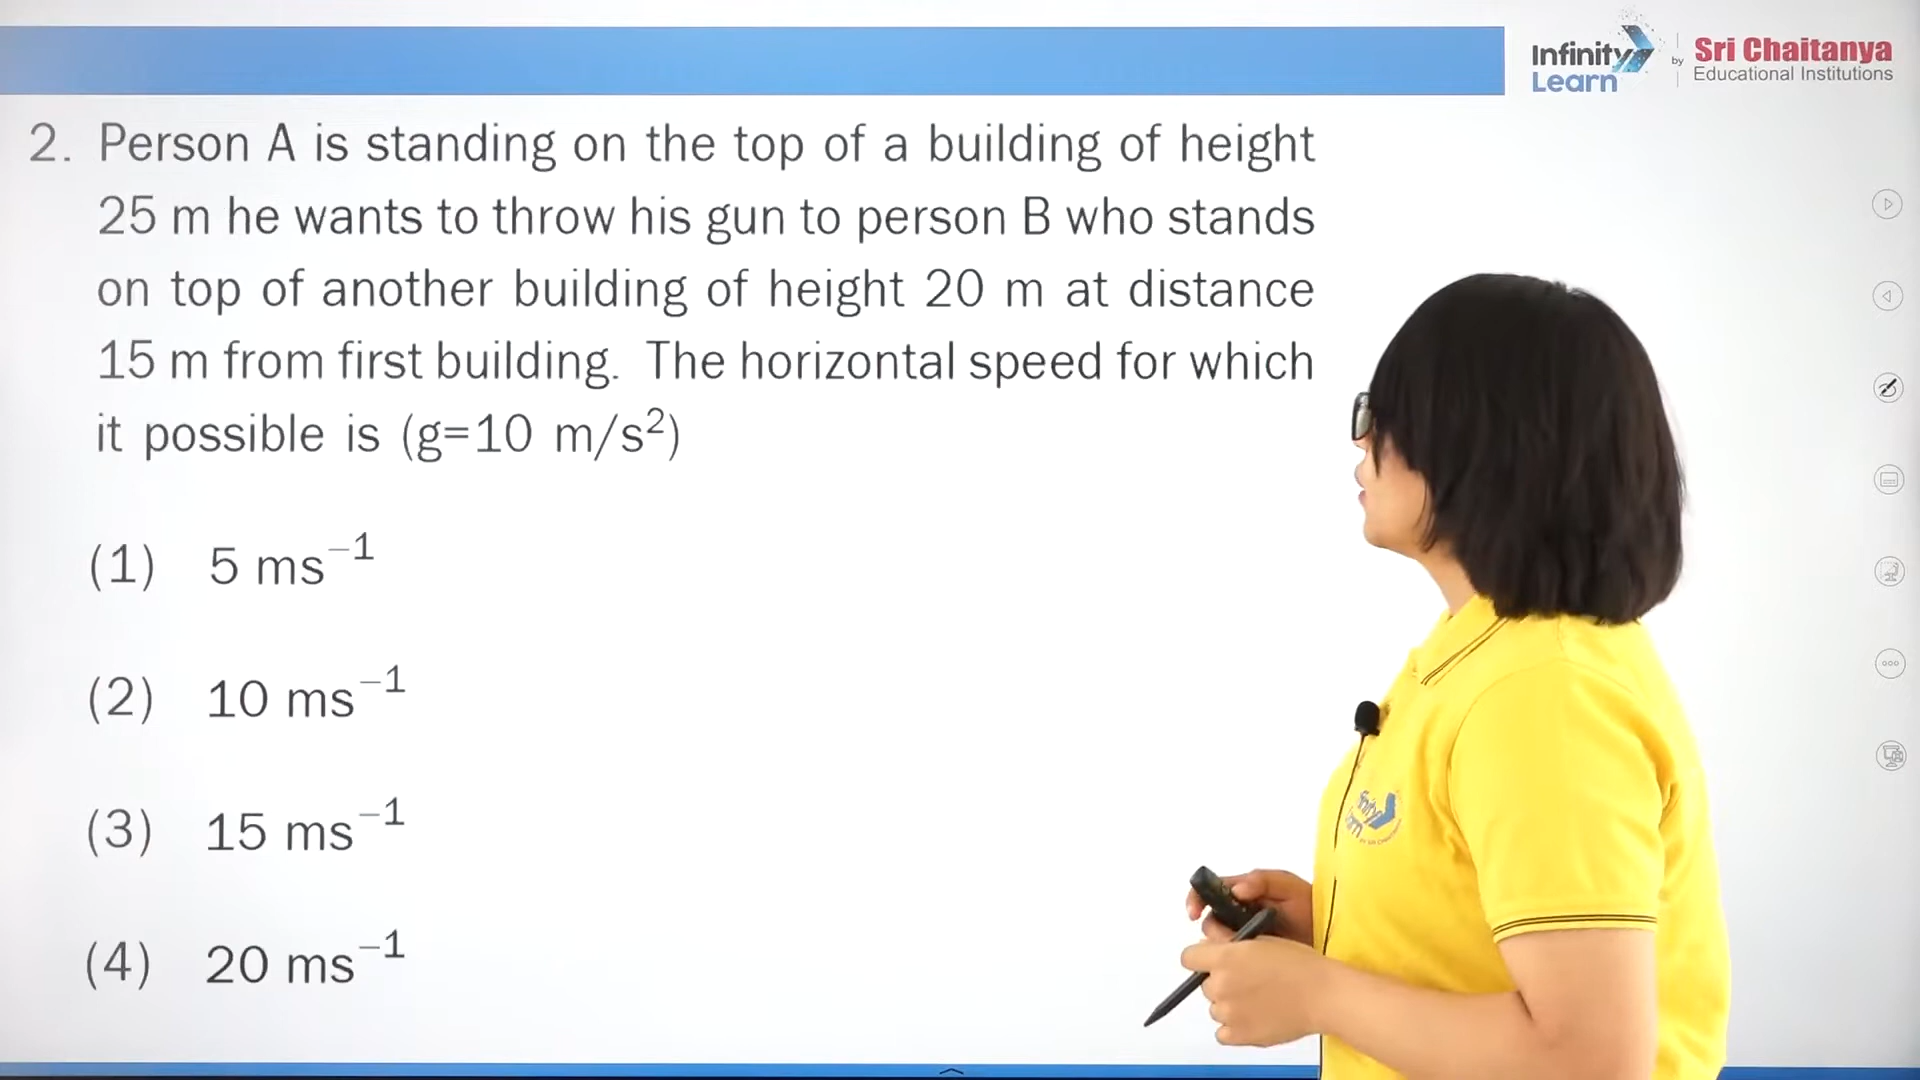 Infinity
Learn
by
Sri Chaitanya
Educational Institutions
2. Person A is standing on the top of a building of height
25 m he wants to throw his gun to person B who stands
on top of another building of height 20 m at distance
15 m from first building. The horizontal speed for which
it possible is (g=10 m/s²)
(1) 5 ms⁻¹
(2) 10 ms⁻¹
(3) 15 ms⁻¹
(4) 20 ms⁻¹